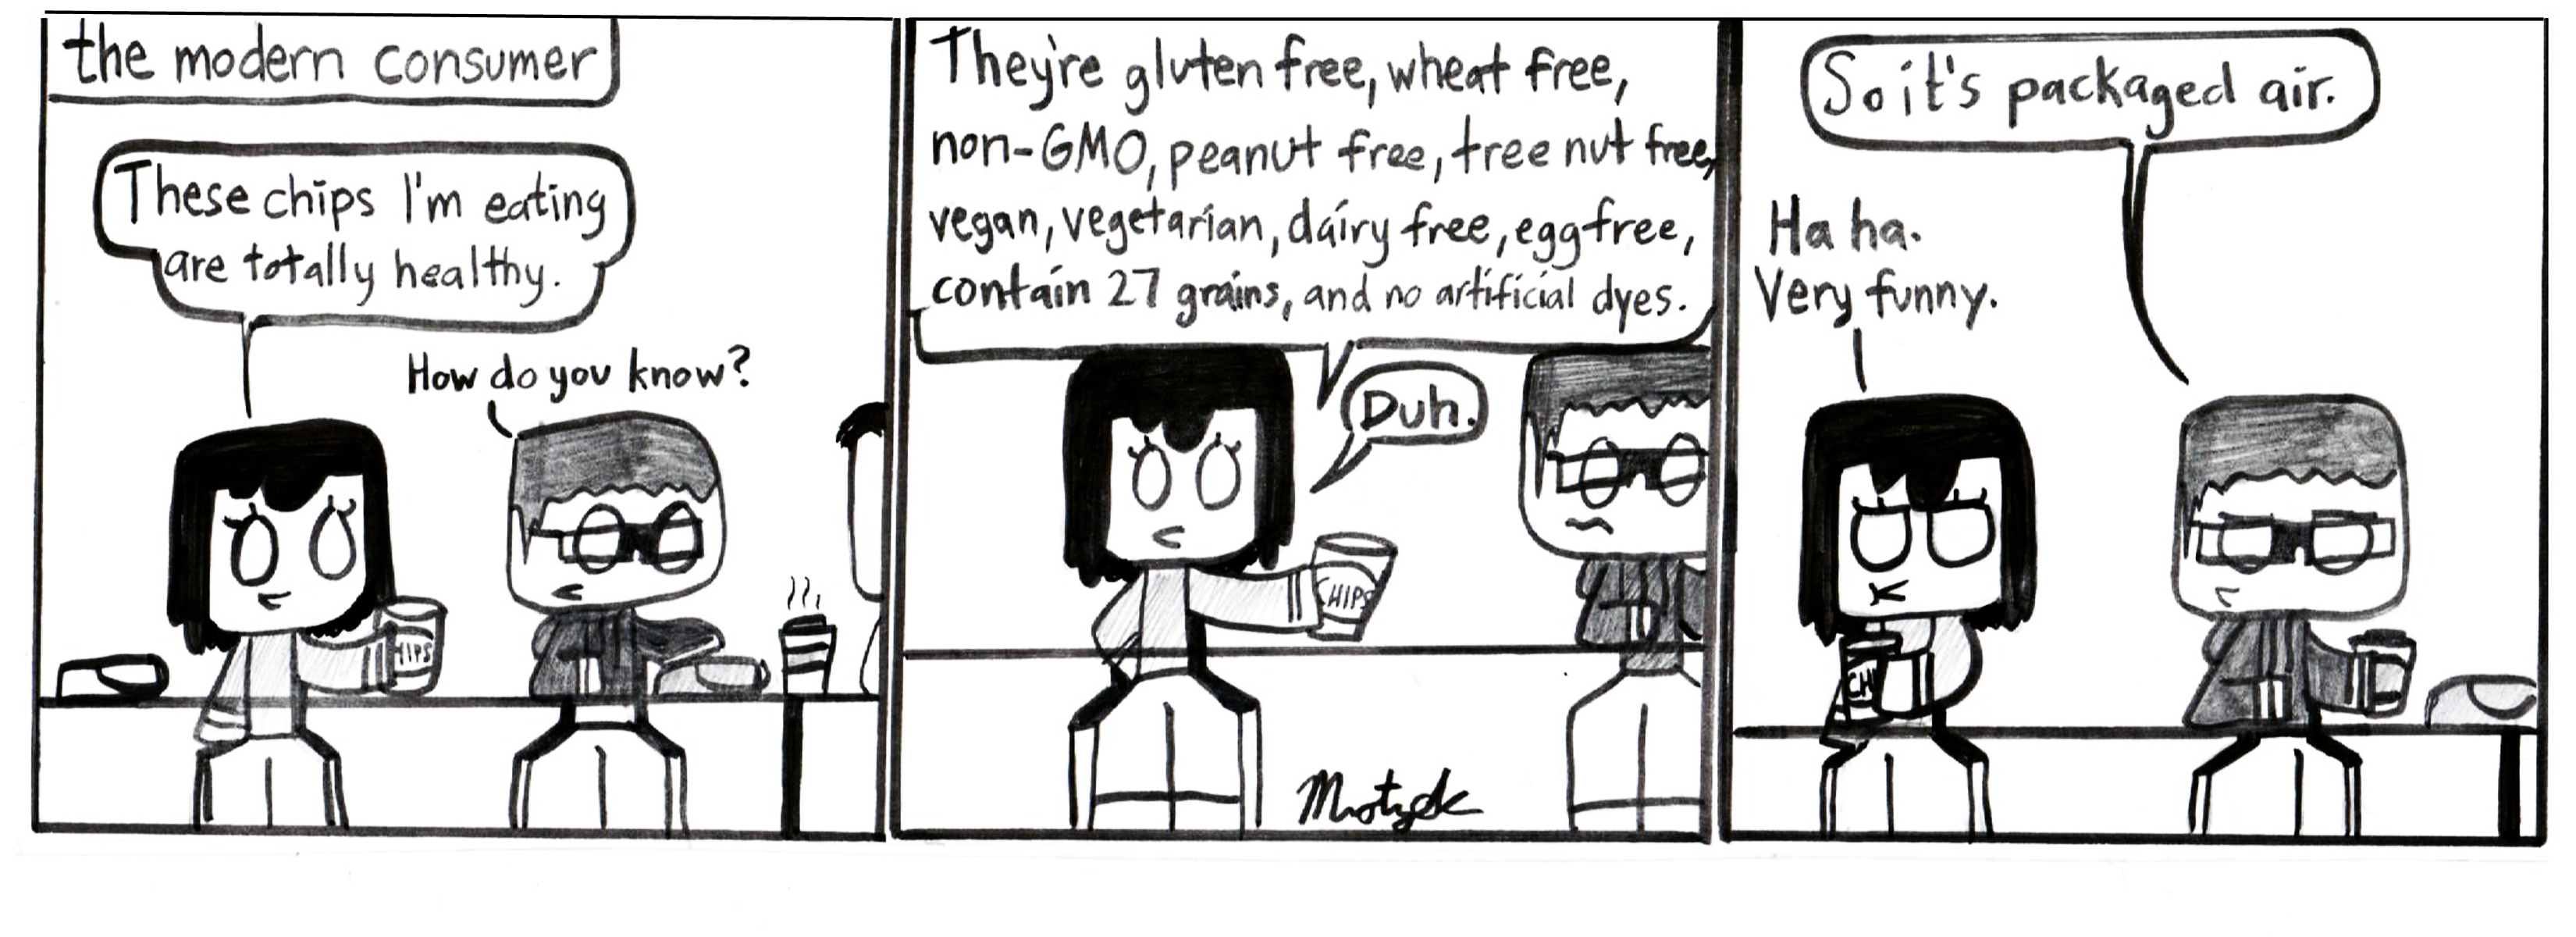 the modern consumer
These chips I'm eating
are totally healthy.
How do you know?
HIPS
They're gluten free, wheat free,
non-GMO, peanut free, tree nut free,
vegan, vegetarian, dairy free, egg free,
contain 27 grains, and no artificial dyes.
Duh.
CHIPS
So it's packaged air.
Ha ha.
Very funny.
CHI